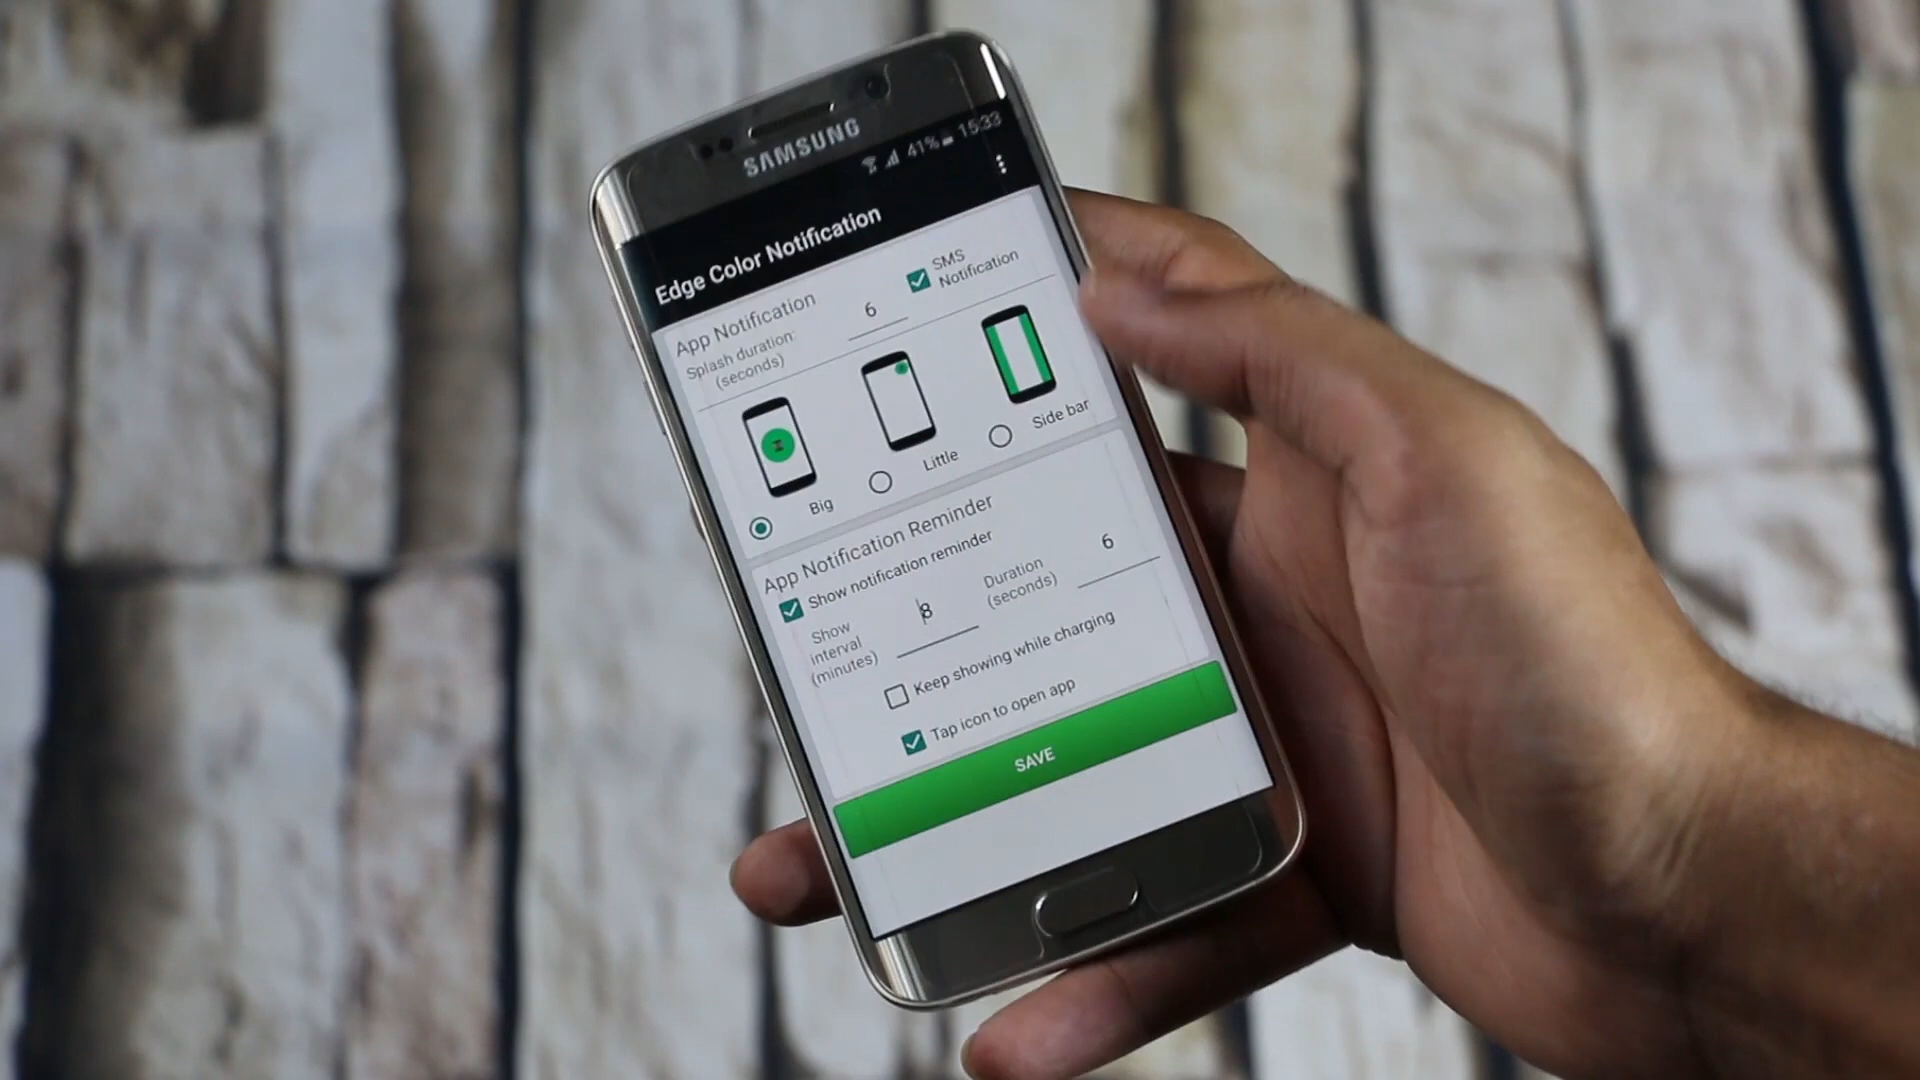 SAMSUNG
41% 15:33
Edge Color Notification
App Notification
Splash duration:
(seconds)
6
SMS
Notification
Big
Little
Side bar
App Notification Reminder
Show notification reminder
Show
interval
(minutes)
8
Duration
(seconds)
6
Keep showing while charging
Tap icon to open app
SAVE